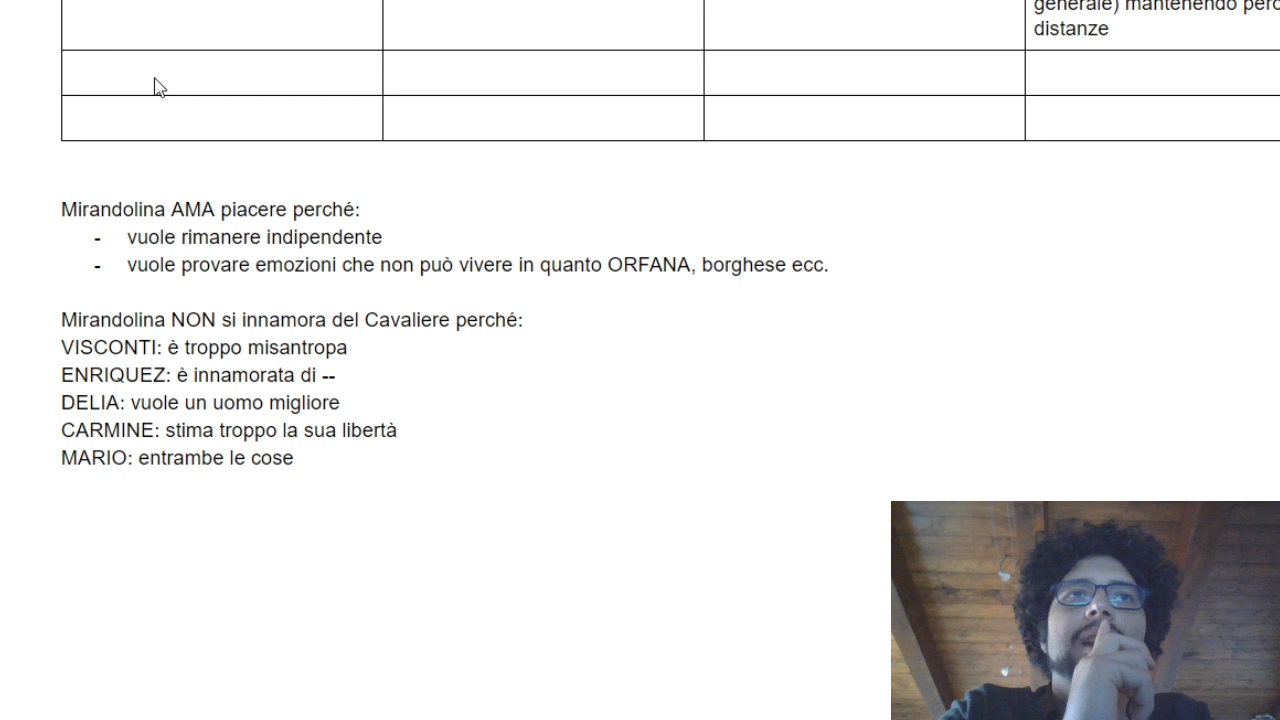 generale) mantenendo però
distanze
Mirandolina AMA piacere perché:
- vuole rimanere indipendente
- vuole provare emozioni che non può vivere in quanto ORFANA, borghese ecc.
Mirandolina NON si innamora del Cavaliere perché:
VISCONTI: è troppo misantropa
ENRIQUEZ: è innamorata di --
DELIA: vuole un uomo migliore
CARMINE: stima troppo la sua libertà
MARIO: entrambe le cose